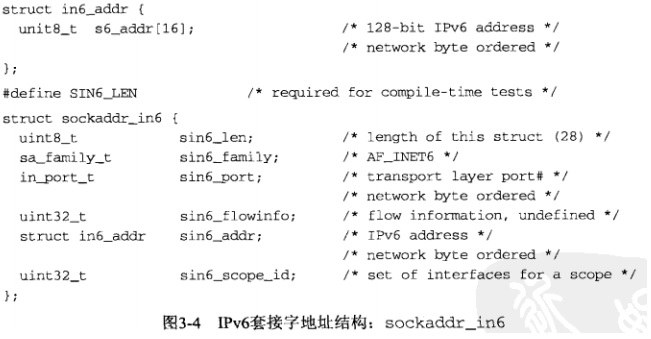 struct in6_addr {
unit8_t s6_addr[16]; /* 128-bit IPv6 address */
/* network byte ordered */
};
#define SIN6_LEN /* required for compile-time tests */
struct sockaddr_in6 {
uint8_t sin6_len; /* length of this struct (28) */
sa_family_t sin6_family; /* AF_INET6 */
in_port_t sin6_port; /* transport layer port# */
/* network byte ordered */
uint32_t sin6_flowinfo; /* flow information, undefined */
struct in6_addr sin6_addr; /* IPv6 address */
/* network byte ordered */
uint32_t sin6_scope_id; /* set of interfaces for a scope */
};
图3-4 IPv6套接字地址结构：sockaddr_in6